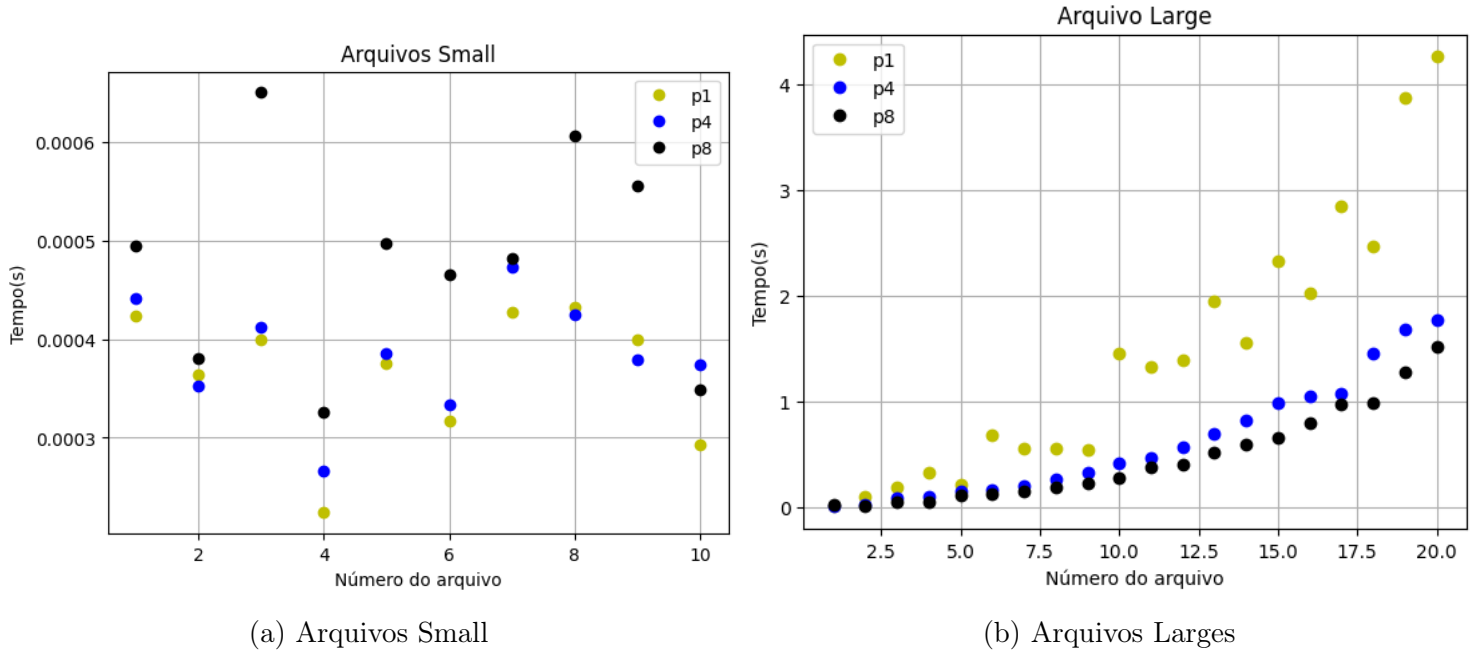 Arquivos Small
p1
p4
p8
0.0006
0.0005
0.0004
0.0003
Tempo(s)
2 4 6 8 10
Número do arquivo
(a) Arquivos Small
Arquivo Large
p1
p4
p8
4
3
2
1
0
Tempo(s)
2.5 5.0 7.5 10.0 12.5 15.0 17.5 20.0
Número do arquivo
(b) Arquivos Larges